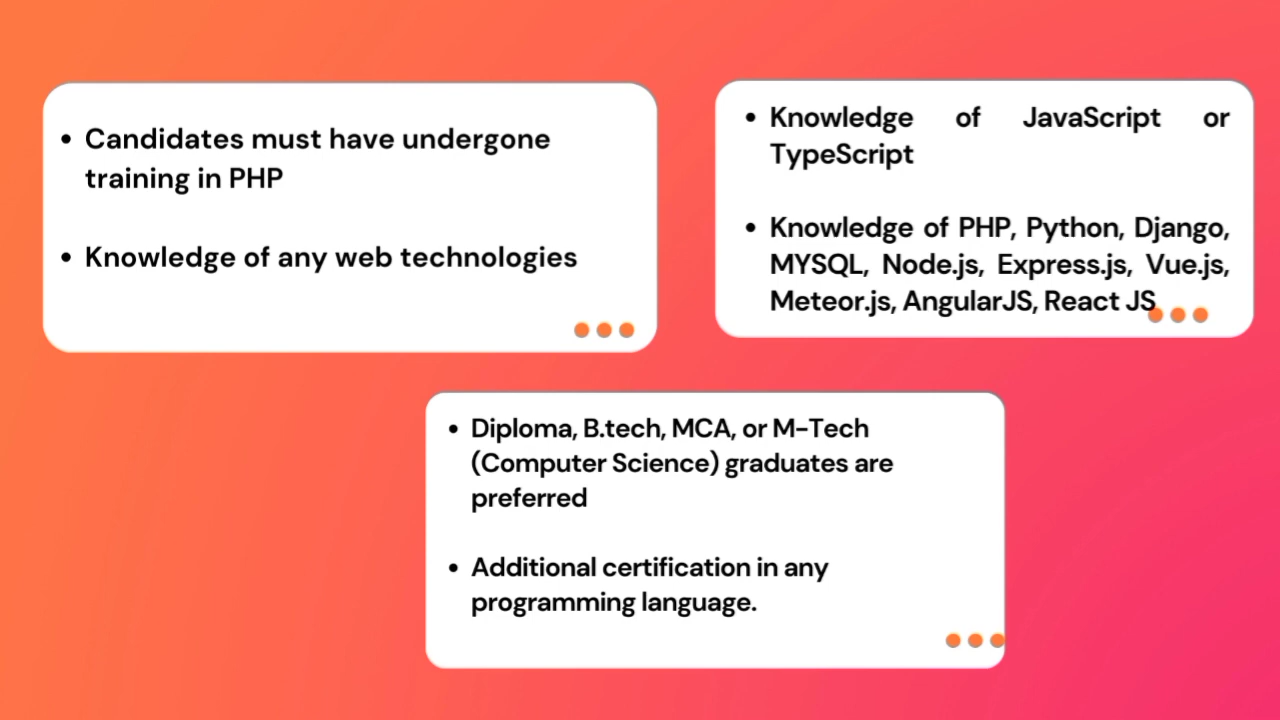 • Candidates must have undergone
training in PHP
• Knowledge of any web technologies
• Knowledge of JavaScript or
TypeScript
• Knowledge of PHP, Python, Django,
MYSQL, Node.js, Express.js, Vue.js,
Meteor.js, AngularJS, React JS
• Diploma, B.tech, MCA, or M-Tech
(Computer Science) graduates are
preferred
• Additional certification in any
programming language.